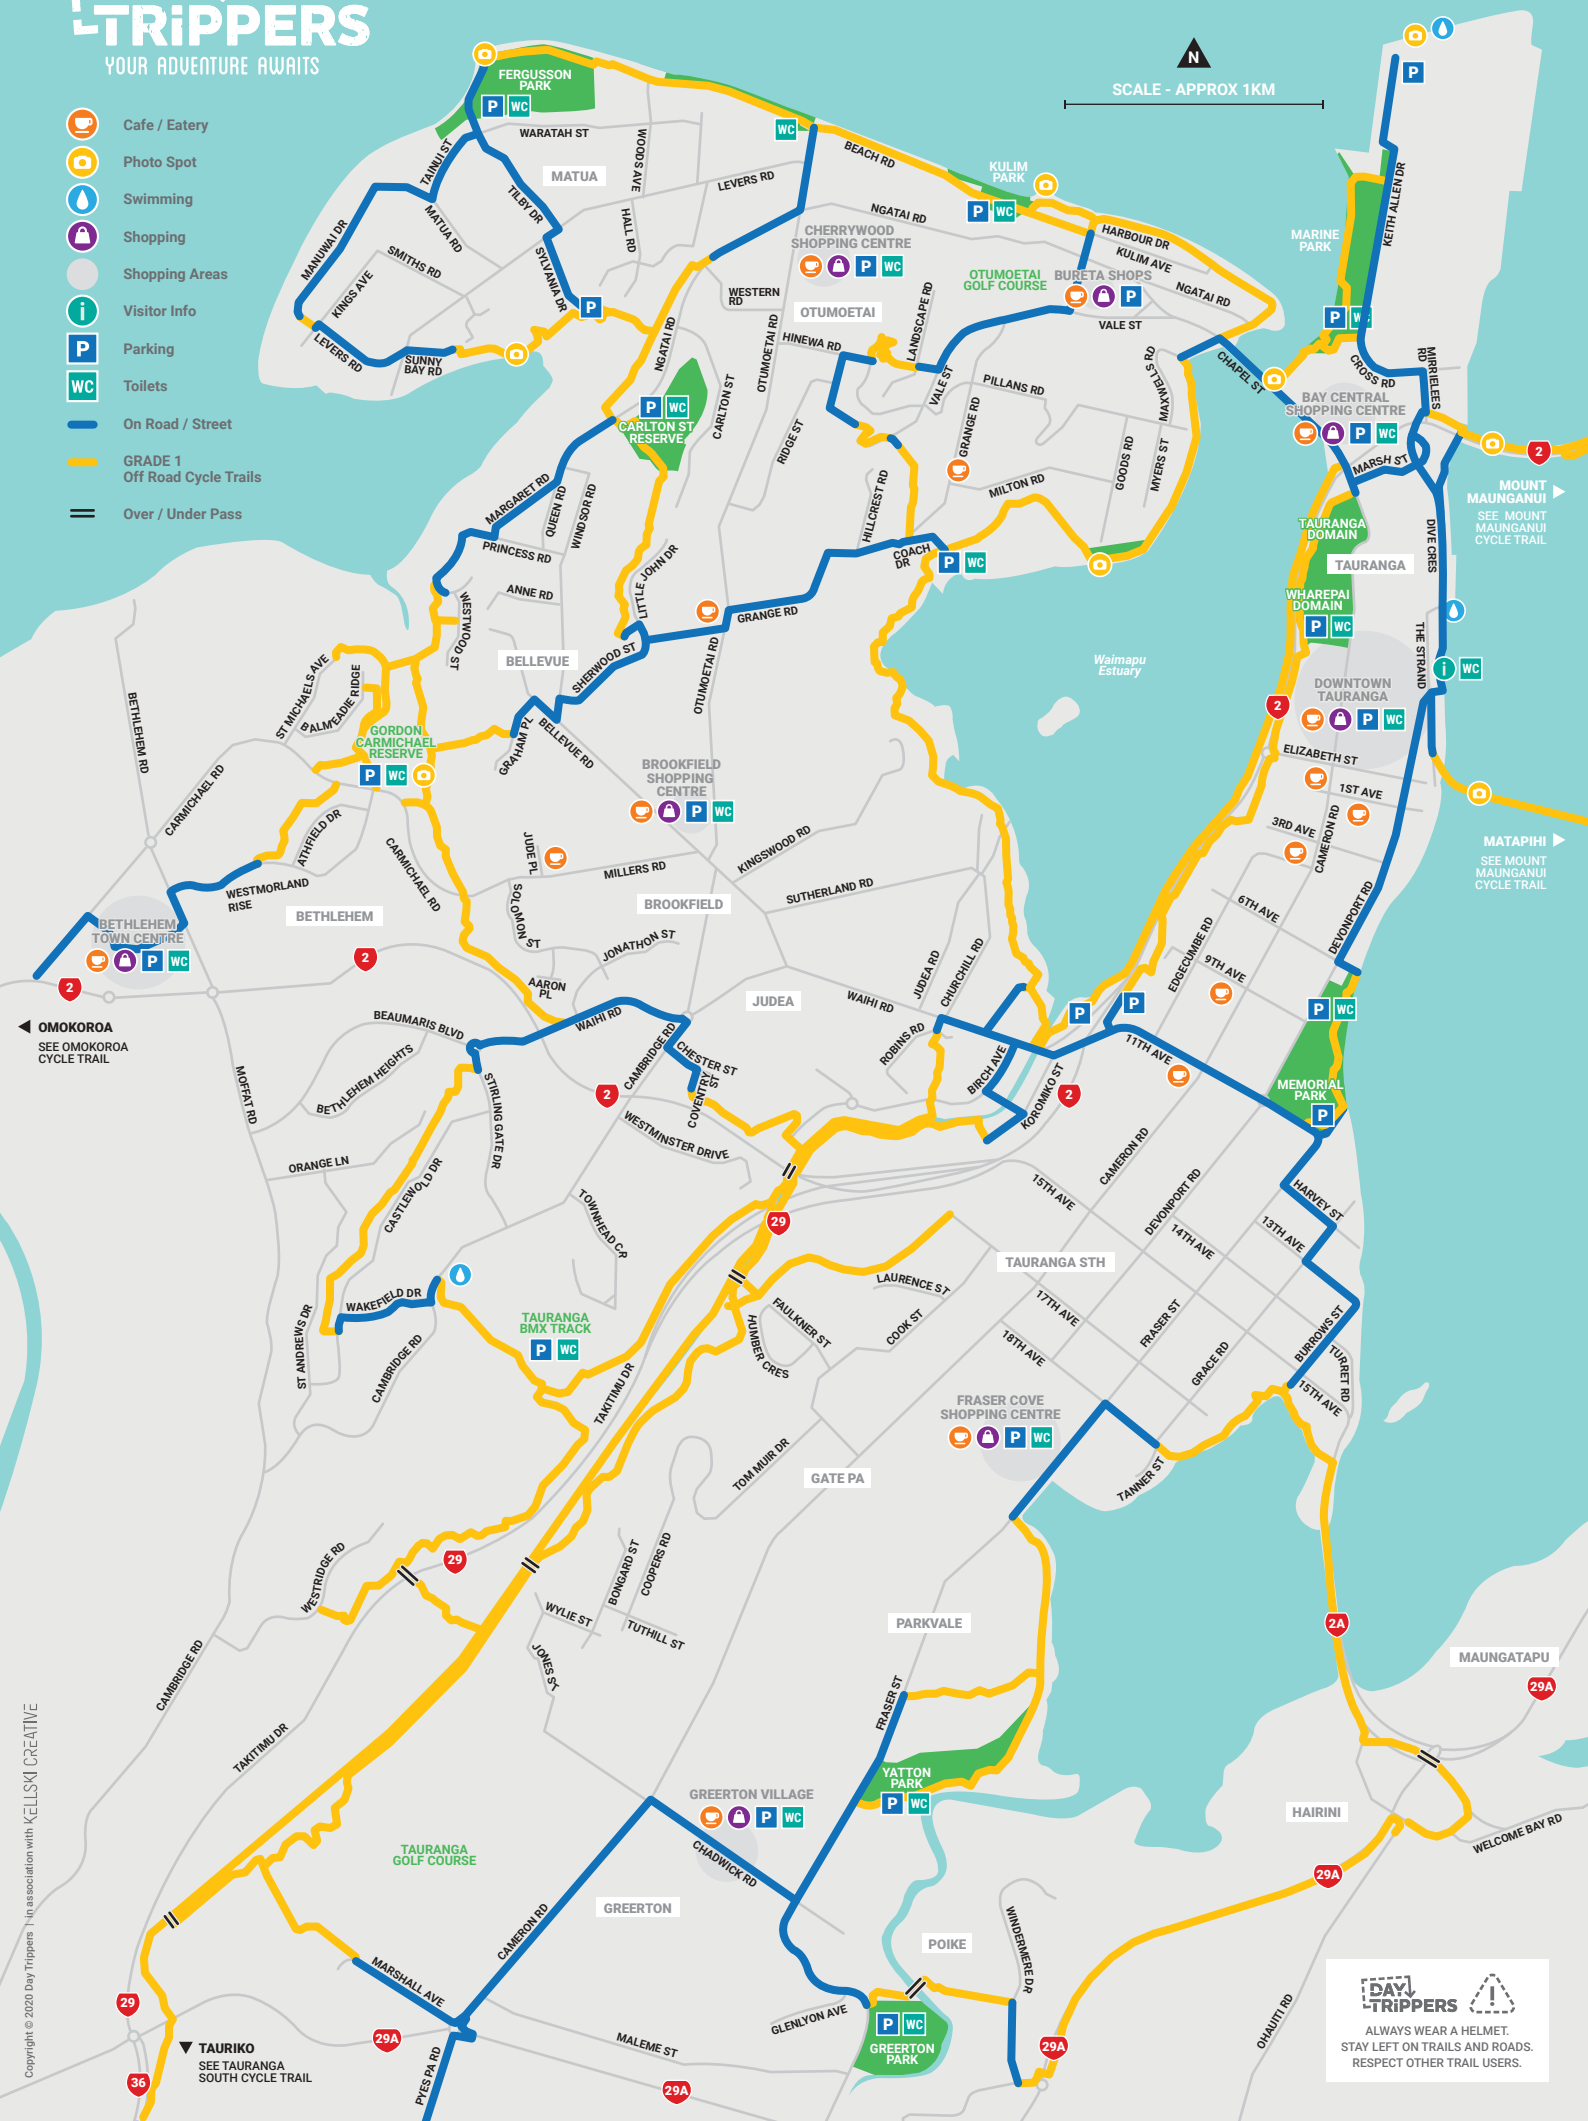 TRiPPERS
YOUR ADVENTURE AWAITS
Cafe / Eatery
Photo Spot
Swimming
Shopping
Shopping Areas
Visitor Info
Parking
Toilets
On Road / Street
GRADE 1
Off Road Cycle Trails
Over / Under Pass
N
SCALE - APPROX 1KM
FERGUSSON
PARK
WARATAH ST
WOODS AVE
MATUA
TAINUI ST
TILBY DR
MATUA RD
HALL RD
LEVERS RD
BEACH RD
KULIM
PARK
NGATAI RD
CHERRYWOOD
SHOPPING CENTRE
HARBOUR DR
KULIM AVE
NGATAI RD
OTUMOETAI
GOLF COURSE
BURETA SHOPS
VALE ST
MARINE
PARK
KEITH ALLEN DR
MANUWAI DR
SMITHS RD
KINGS AVE
SYLVANIA DR
LEVERS RD
SUNNY
BAY RD
WESTERN
RD
OTUMOETAI
HINEWA RD
LANDSCAPE RD
OTUMOETAI RD
NGATAI RD
CARLTON ST
CARLTON ST
RESERVE
RIDGE ST
VALE ST
PILLANS RD
GRANGE RD
MAXWELLS RD
CHAPEL ST
CROSS RD
MIRRIELEES
RD
BAY CENTRAL
SHOPPING CENTRE
MARSH ST
2
MOUNT
MAUNGANUI
SEE MOUNT
MAUNGANUI
CYCLE TRAIL
MARGARET RD
QUEEN RD
WINDSOR RD
PRINCESS RD
ANNE RD
LITTLE JOHN DR
HILLCREST RD
MILTON RD
GOODS RD
MYERS ST
COACH
DR
TAURANGA
DOMAIN
TAURANGA
DIVE CRES
WHAREPAI
DOMAIN
THE STRAND
WESTWOOD ST
BELLEVUE
SHERWOOD ST
GRANGE RD
OTUMOETAI RD
Waimapu
Estuary
ST MICHAELS AVE
BALMEADIE RIDGE
BETHLEHEM RD
GORDON
CARMICHAEL
RESERVE
GRAHAM PL
BELLEVUE RD
BROOKFIELD
SHOPPING
CENTRE
DOWNTOWN
TAURANGA
2
ELIZABETH ST
1ST AVE
3RD AVE
CAMERON RD
CARMICHAEL RD
ATHFIELD DR
CARMICHAEL RD
JUDE PL
MILLERS RD
KINGSWOOD RD
SUTHERLAND RD
MATAPIHI
SEE MOUNT
MAUNGANUI
CYCLE TRAIL
WESTMORLAND
RISE
BETHLEHEM
BETHLEHEM
TOWN CENTRE
SOLOMON ST
BROOKFIELD
JONATHON ST
6TH AVE
EDGECUMBE RD
9TH AVE
DEVONPORT RD
2
2
AARON
PL
JUDEA
JUDEA RD
CHURCHILL RD
WAIHI RD
OMOKOROA
SEE OMOKOROA
CYCLE TRAIL
BEAUMARIS BLVD
WAIHI RD
CAMBRIDGE RD
CHESTER ST
ROBINS RD
BIRCH AVE
KOROMIKO ST
11TH AVE
MEMORIAL
PARK
MOFFAT RD
BETHLEHEM HEIGHTS
STIRLING GATE DR
2
COVENTRY
ST
WESTMINSTER DRIVE
2
ORANGE LN
CASTLEWOLD DR
TOWNHEAD CR
29
15TH AVE
CAMERON RD
DEVONPORT RD
14TH AVE
13TH AVE
HARVEY ST
TAURANGA STH
LAURENCE ST
WAKEFIELD DR
ST ANDREWS DR
CAMBRIDGE RD
TAURANGA
BMX TRACK
TAKITIMU DR
HUMBER CRES
FAULKNER ST
COOK ST
17TH AVE
18TH AVE
FRASER ST
GRACE RD
BURROWS ST
TURRET RD
15TH AVE
FRASER COVE
SHOPPING CENTRE
TANNER ST
TOM MUIR DR
GATE PA
WESTRIDGE RD
29
BONGARD ST
COOPERS RD
WYLIE ST
TUTHILL ST
JONES ST
PARKVALE
2A
MAUNGATAPU
29A
CAMBRIDGE RD
TAKITIMU DR
FRASER ST
YATTON
PARK
GREERTON VILLAGE
CHADWICK RD
HAIRINI
WELCOME BAY RD
29A
TAURANGA
GOLF COURSE
GREERTON
CAMERON RD
POIKE
WINDERMERE DR
MARSHALL AVE
29
29A
GLENLYON AVE
MALEME ST
GREERTON
PARK
29A
29A
OHAUITI RD
TAURIKO
SEE TAURANGA
SOUTH CYCLE TRAIL
36
PYES PA RD
DAY
TRiPPERS
ALWAYS WEAR A HELMET.
STAY LEFT ON TRAILS AND ROADS.
RESPECT OTHER TRAIL USERS.
Copyright © 2020 Day Trippers | in association with KELLSKI CREATIVE